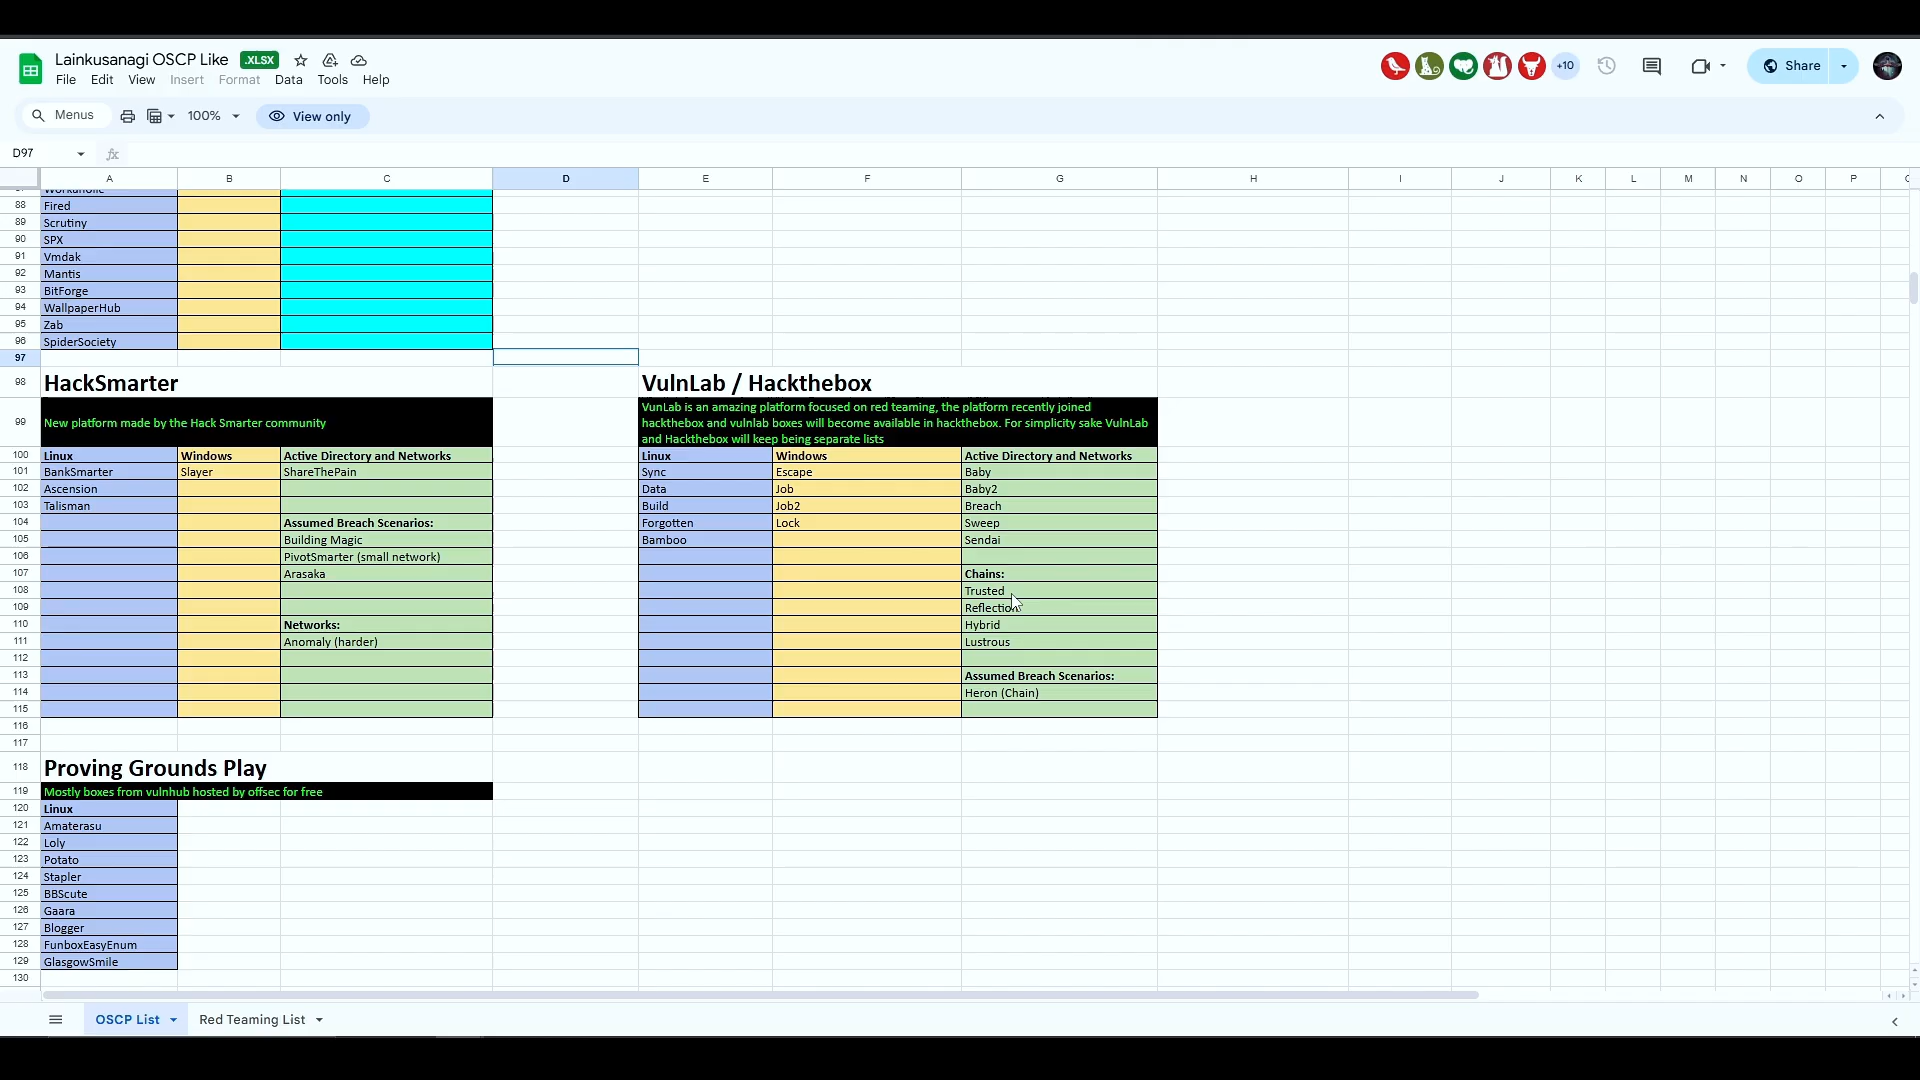 Lainkusanagi OSCP Like .XLSX
File Edit View Insert Format Data Tools Help
+10
Share
Menus
100%
View only
D97
A B C D E F G H I J K L M N O P
88 Fired
89 Scrutiny
90 SPX
91 Vmdak
92 Mantis
93 BitForge
94 WallpaperHub
95 Zab
96 SpiderSociety
97
98 HackSmarter VulnLab / Hackthebox
99 New platform made by the Hack Smarter community
VunLab is an amazing platform focused on red teaming, the platform recently joined
hackthebox and vulnlab boxes will become available in hackthebox. For simplicity sake VulnLab
and Hackthebox will keep being separate lists
100 Linux Windows Active Directory and Networks Linux Windows Active Directory and Networks
101 BankSmarter Slayer ShareThePain Sync Escape Baby
102 Ascension Data Job Baby2
103 Talisman Build Job2 Breach
104 Assumed Breach Scenarios: Forgotten Lock Sweep
105 Building Magic Bamboo Sendai
106 PivotSmarter (small network)
107 Arasaka Chains:
108 Trusted
109 Reflection
110 Networks: Hybrid
111 Anomaly (harder) Lustrous
112
113 Assumed Breach Scenarios:
114 Heron (Chain)
115
116
117
118 Proving Grounds Play
119 Mostly boxes from vulnhub hosted by offsec for free
120 Linux
121 Amaterasu
122 Loly
123 Potato
124 Stapler
125 BBScute
126 Gaara
127 Blogger
128 FunboxEasyEnum
129 GlasgowSmile
130
OSCP List Red Teaming List